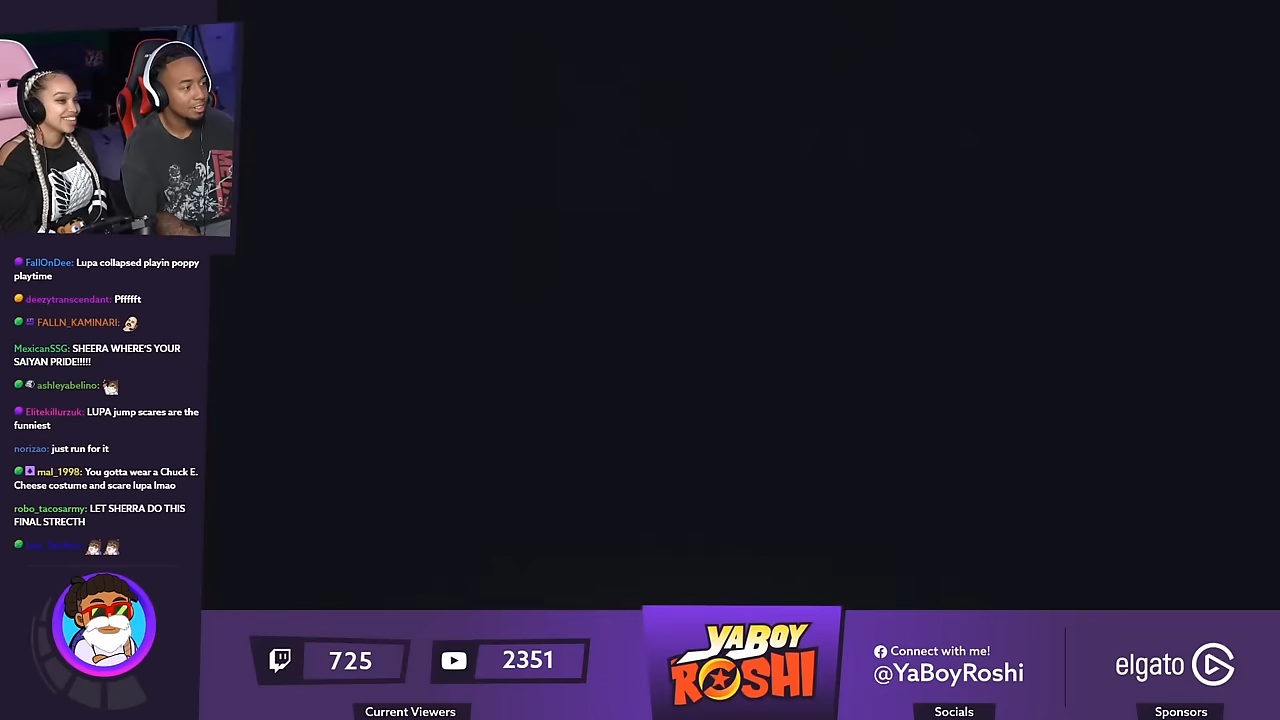 FallOnDee: Lupa collapsed playin poppy
playtime
deezytranscendant: Pffffft
FALLN_KAMINARI:
MexicanSSG: SHEERA WHERE'S YOUR
SAIYAN PRIDE!!!!!
ashleyabelino:
Elitekillurzuk: LUPA jump scares are the
funniest
norizao: just run for it
mal_1998: You gotta wear a Chuck E.
Cheese costume and scare lupa lmao
robo_tacosarmy: LET SHERRA DO THIS
FINAL STRECTH
725
2351
Current Viewers
YABOY
ROSHI
Connect with me!
@YaBoyRoshi
Socials
elgato
Sponsors